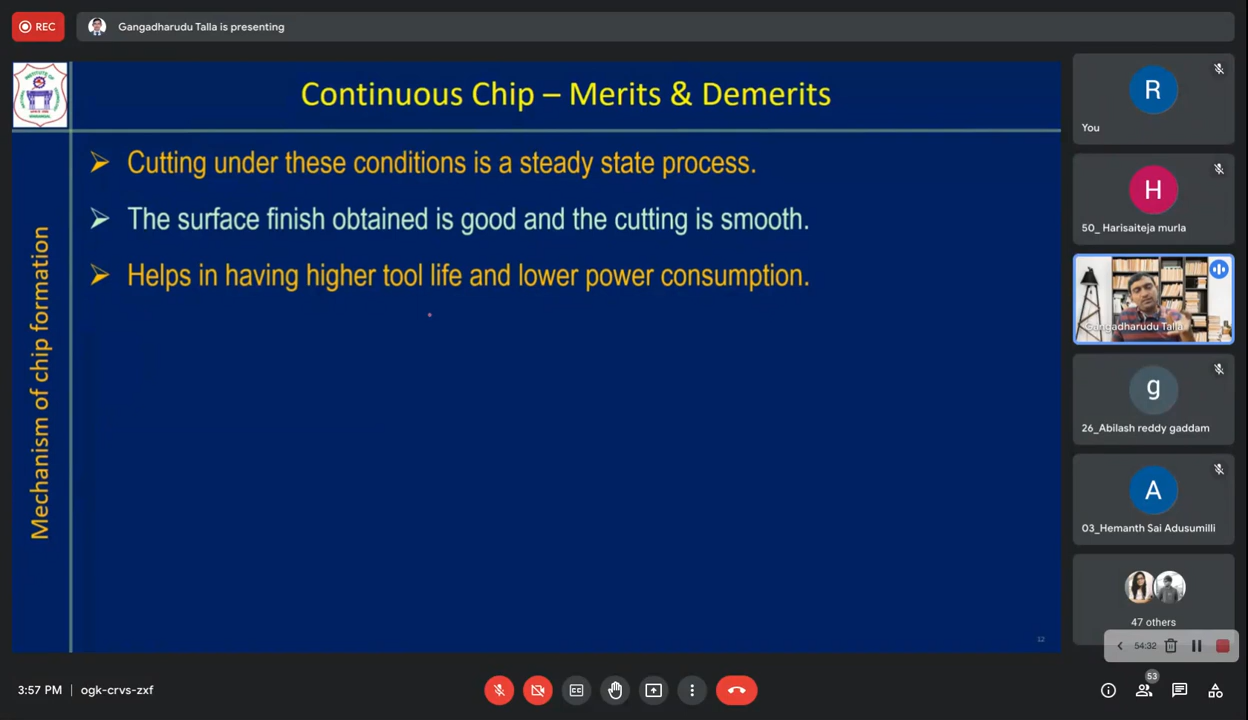 REC
Gangadharudu Talla is presenting
Continuous Chip – Merits & Demerits
Mechanism of chip formation
Cutting under these conditions is a steady state process.
The surface finish obtained is good and the cutting is smooth.
Helps in having higher tool life and lower power consumption.
12
R
You
H
50_ Harisaiteja murla
Gangadharudu Talla
g
26_Abilash reddy gaddam
A
03_Hemanth Sai Adusumilli
47 others
54:32
3:57 PM
ogk-crvs-zxf
53